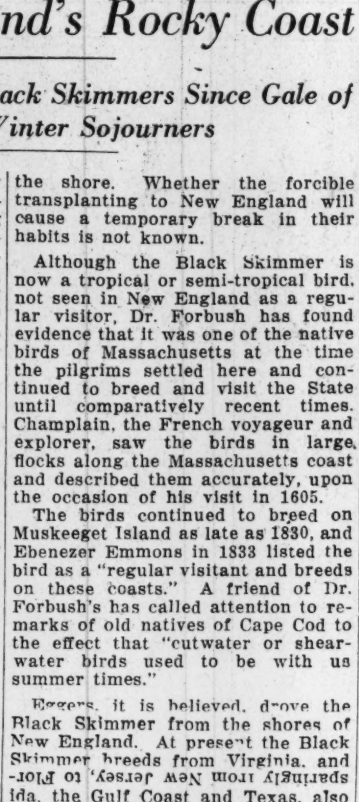 nd's Rocky Coast
ack Skimmers Since Gale of
inter Sojourners
the shore. Whether the forcible
transplanting to New England will
cause a temporary break in their
habits is not known.
Although the Black Skimmer is
now a tropical or semi-tropical bird,
not seen in New England as a regu-
lar visitor, Dr. Forbush has found
evidence that it was one of the native
birds of Massachusetts at the time
the pilgrims settled here and con-
tinued to breed and visit the State
until comparatively recent times.
Champlain, the French voyageur and
explorer, saw the birds in large
flocks along the Massachusetts coast
and described them accurately, upon
the occasion of his visit in 1605.
The birds continued to breed on
Muskeeget Island as late as 1830, and
Ebenezer Emmons in 1833 listed the
bird as a "regular visitant and breeds
on these coasts." A friend of Dr.
Forbush's has called attention to re-
marks of old natives of Cape Cod to
the effect that "cutwater or shear-
water birds used to be with us
summer times."
Eggers, it is believed, drove the
Black Skimmer from the shores of
New England. At present the Black
Skimmer breeds from Virginia, and
sparingly from New Jersey, to Flor-
ida, the Gulf Coast and Texas, also